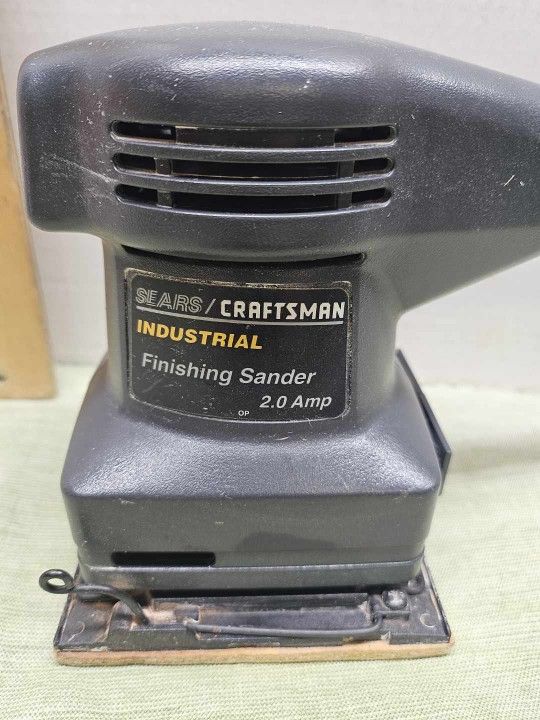 SEARS / CRAFTSMAN
INDUSTRIAL
Finishing Sander
2.0 Amp
OP